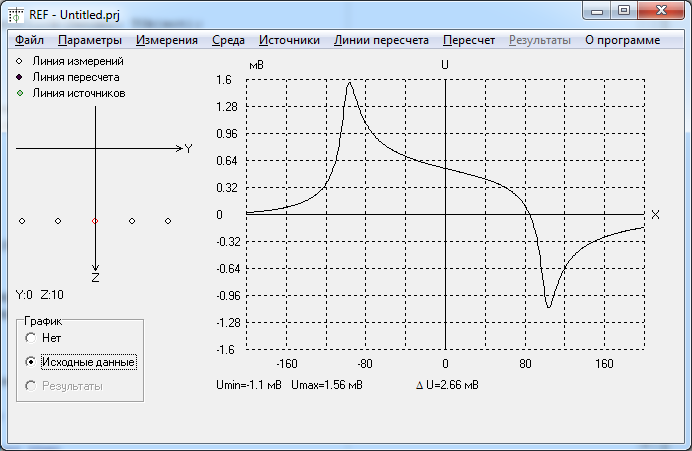 REF - Untitled.prj
Файл Параметры Измерения Среда Источники Линии пересчета Пересчет Результаты О программе
Линия измерений
Линия пересчета
Линия источников
Y
Z
Y:0 Z:10
График
Нет
Исходные данные
Результаты
мВ U
1.6
1.28
0.96
0.64
0.32
0 X
-0.32
-0.64
-0.96
-1.28
-1.6
-160 -80 0 80 160
Umin=-1.1 мВ Umax=1.56 мВ Δ U=2.66 мВ